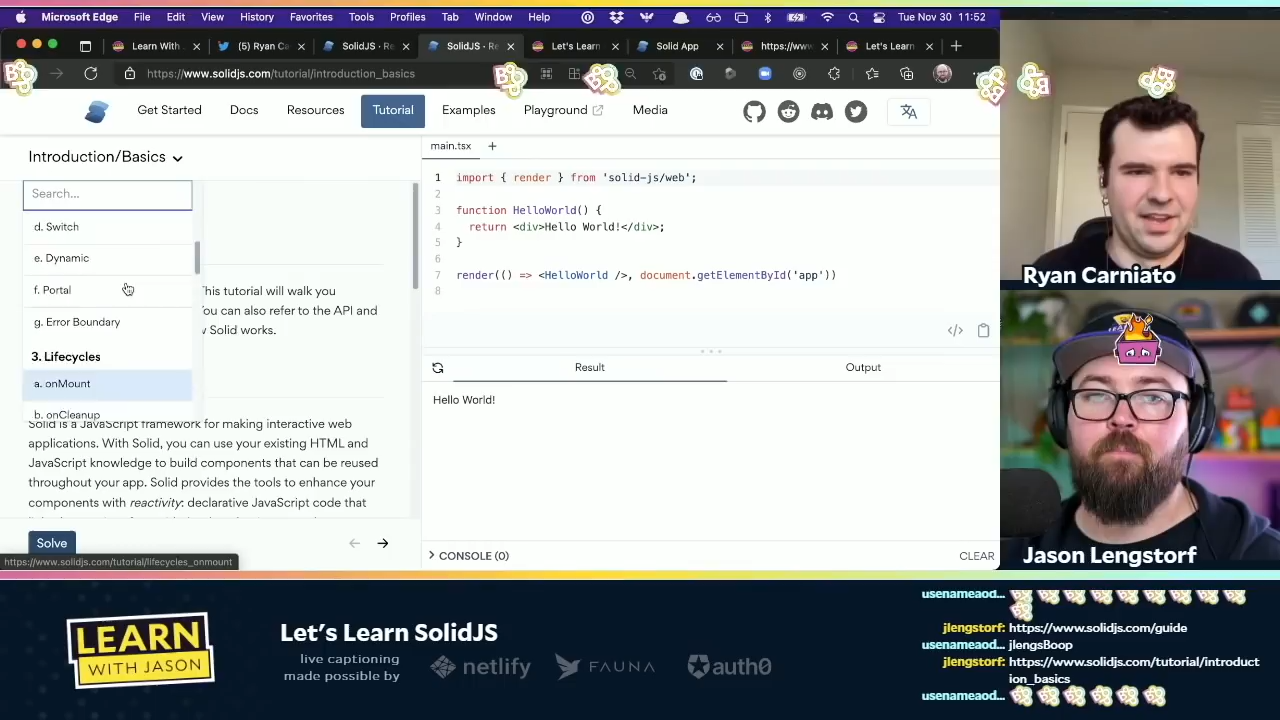 Microsoft Edge File Edit View History Favorites Tools Profiles Tab Window Help Tue Nov 30 11:52
Learn With (5) Ryan Ca SolidJS · Re SolidJS · Re Let's Learn Solid App https://www Let's Learn
https://www.solidjs.com/tutorial/introduction_basics
Get Started Docs Resources Tutorial Examples Playground Media
Introduction/Basics
Search...
d. Switch
e. Dynamic
f. Portal
g. Error Boundary
3. Lifecycles
a. onMount
b. onCleanup
This tutorial will walk you
You can also refer to the API and
w Solid works.
Solid is a JavaScript framework for making interactive web
applications. With Solid, you can use your existing HTML and
JavaScript knowledge to build components that can be reused
throughout your app. Solid provides the tools to enhance your
components with reactivity: declarative JavaScript code that
Solve
https://www.solidjs.com/tutorial/lifecycles_onmount
main.tsx
1 import { render } from 'solid-js/web';
2
3 function HelloWorld() {
4 return <div>Hello World!</div>;
5 }
6
7 render(() => <HelloWorld />, document.getElementById('app'))
8
Result Output
Hello World!
CONSOLE (0) CLEAR
Ryan Carniato
Jason Lengstorf
LEARN
WITH JASON
Let's Learn SolidJS
live captioning
made possible by
netlify FAUNA auth0
usenameaod...
jlengstorf: https://www.solidjs.com/guide
usenameaod... jlengsBoop
jlengstorf: https://www.solidjs.com/tutorial/introduct
ion_basics
usenameaod...